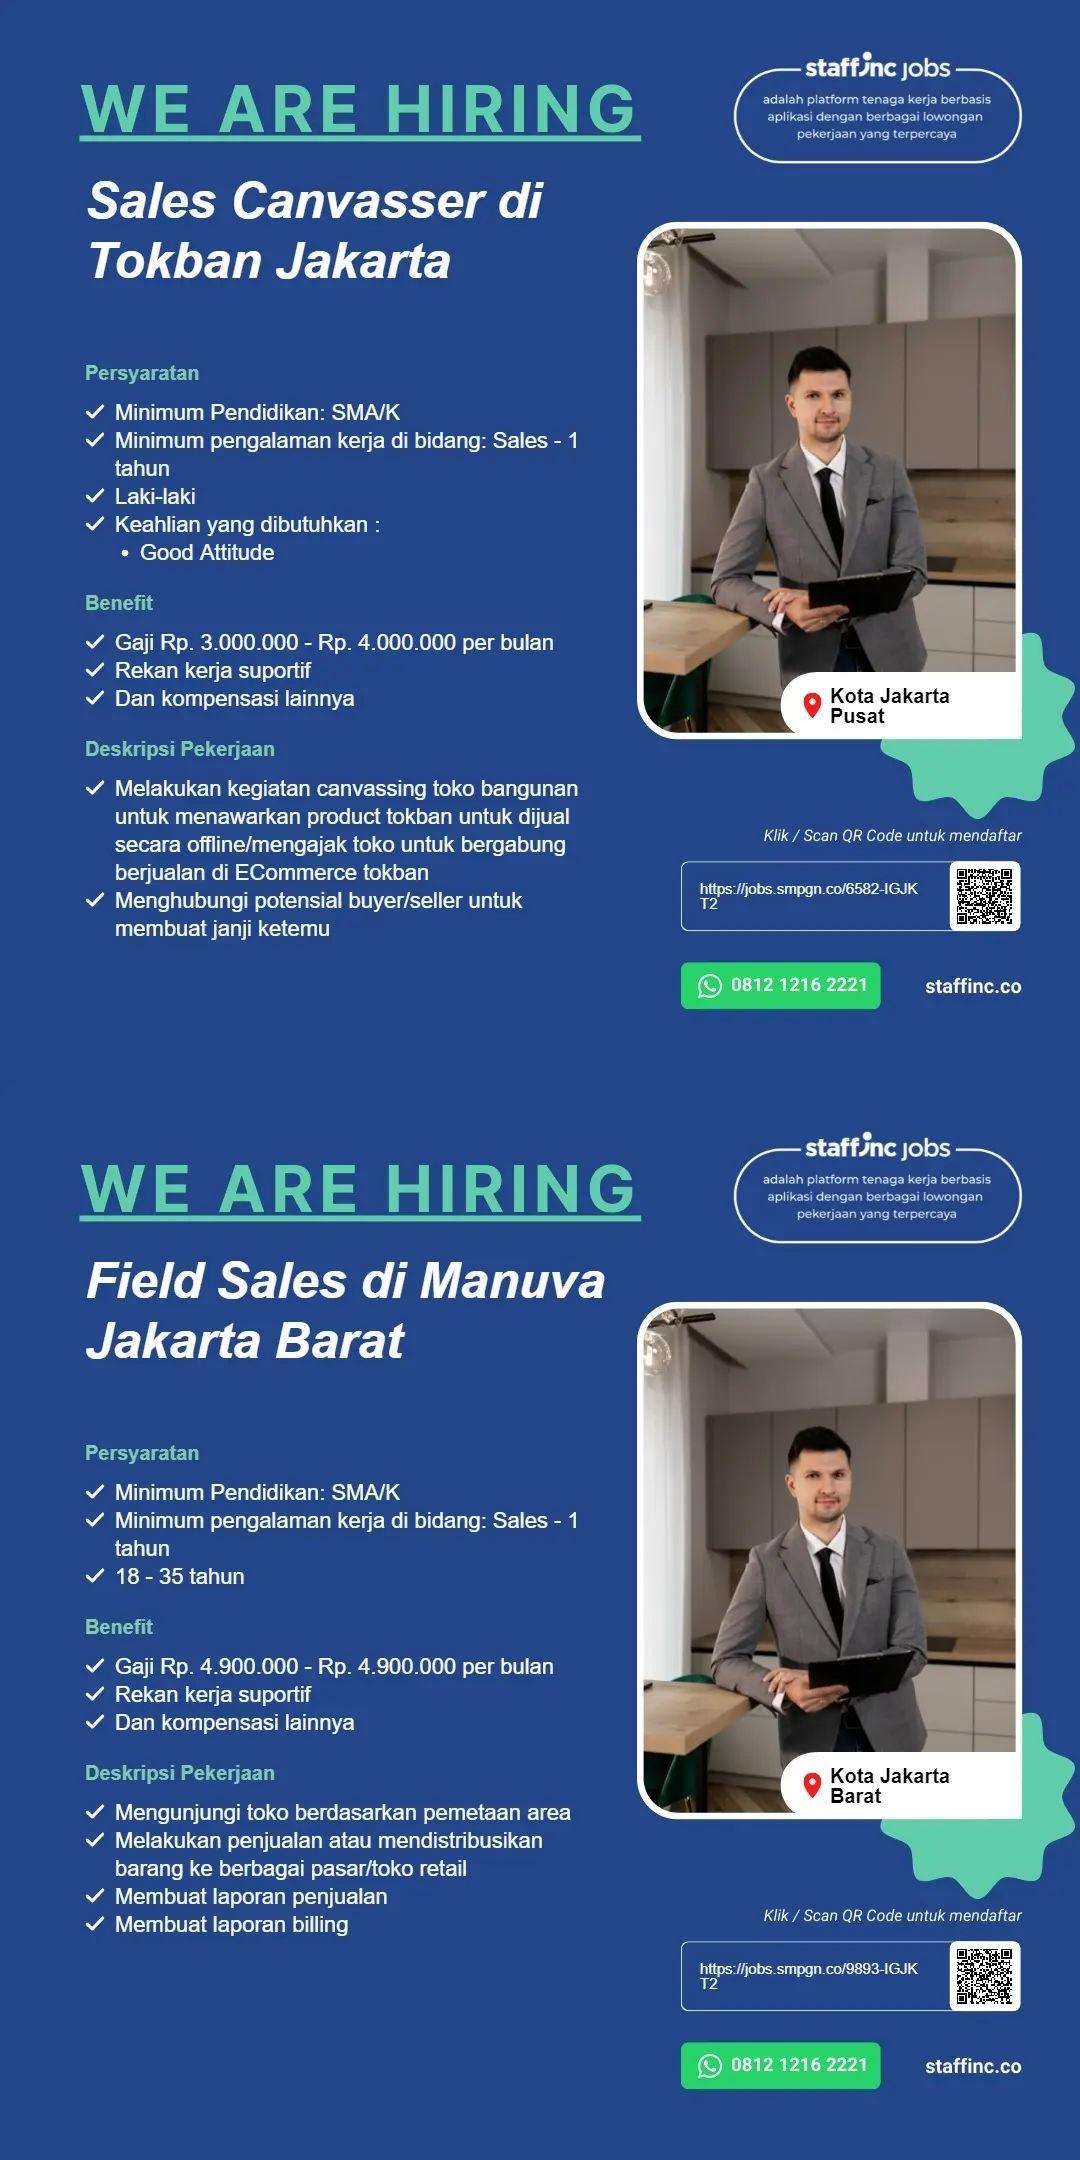 staffinc jobs
adalah platform tenaga kerja berbasis
aplikasi dengan berbagai lowongan
pekerjaan yang terpercaya
WE ARE HIRING
Sales Canvasser di
Tokban Jakarta
Persyaratan
Minimum Pendidikan: SMA/K
Minimum pengalaman kerja di bidang: Sales - 1
tahun
Laki-laki
Keahlian yang dibutuhkan :
• Good Attitude
Benefit
Gaji Rp. 3.000.000 - Rp. 4.000.000 per bulan
Rekan kerja suportif
Dan kompensasi lainnya
Deskripsi Pekerjaan
Melakukan kegiatan canvassing toko bangunan
untuk menawarkan product tokban untuk dijual
secara offline/mengajak toko untuk bergabung
berjualan di ECommerce tokban
Menghubungi potensial buyer/seller untuk
membuat janji ketemu
Kota Jakarta
Pusat
Klik / Scan QR Code untuk mendaftar
https://jobs.smpgn.co/6582-IGJK
T2
0812 1216 2221
staffinc.co
staffinc jobs
adalah platform tenaga kerja berbasis
aplikasi dengan berbagai lowongan
pekerjaan yang terpercaya
WE ARE HIRING
Field Sales di Manuva
Jakarta Barat
Persyaratan
Minimum Pendidikan: SMA/K
Minimum pengalaman kerja di bidang: Sales - 1
tahun
18 - 35 tahun
Benefit
Gaji Rp. 4.900.000 - Rp. 4.900.000 per bulan
Rekan kerja suportif
Dan kompensasi lainnya
Deskripsi Pekerjaan
Mengunjungi toko berdasarkan pemetaan area
Melakukan penjualan atau mendistribusikan
barang ke berbagai pasar/toko retail
Membuat laporan penjualan
Membuat laporan billing
Kota Jakarta
Barat
Klik / Scan QR Code untuk mendaftar
https://jobs.smpgn.co/9893-IGJK
T2
0812 1216 2221
staffinc.co